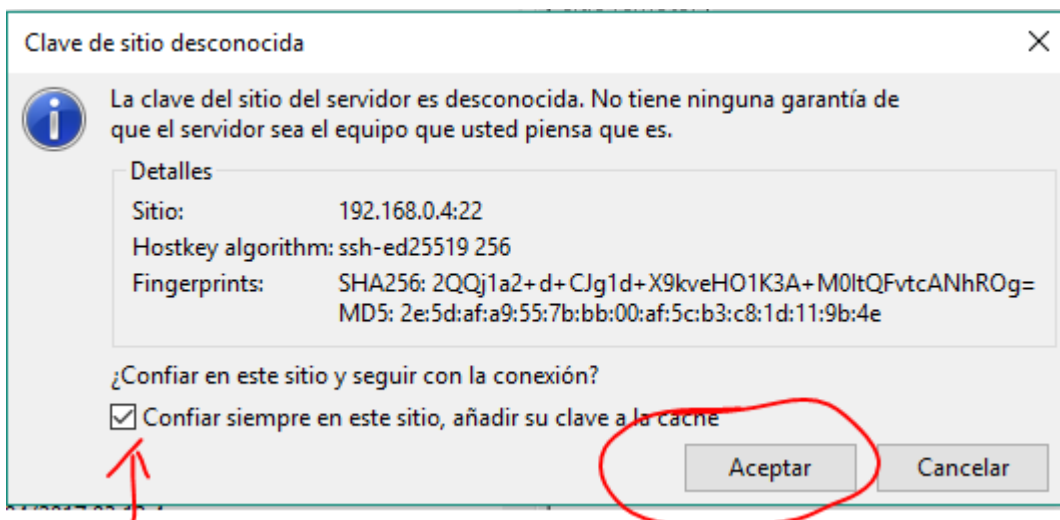 Clave de sitio desconocida
La clave del sitio del servidor es desconocida. No tiene ninguna garantía de
que el servidor sea el equipo que usted piensa que es.
Detalles
Sitio: 192.168.0.4:22
Hostkey algorithm: ssh-ed25519 256
Fingerprints: SHA256: 2QQj1a2+d+CJg1d+X9kveHO1K3A+M0ItQFvtcANhROg=
MD5: 2e:5d:af:a9:55:7b:bb:00:af:5c:b3:c8:1d:11:9b:4e
¿Confiar en este sitio y seguir con la conexión?
Confiar siempre en este sitio, añadir su clave a la cache
Aceptar Cancelar